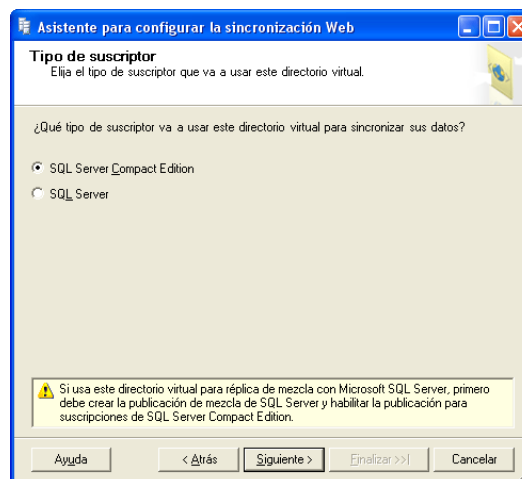 Asistente para configurar la sincronización Web
Tipo de suscriptor
Elija el tipo de suscriptor que va a usar este directorio virtual.
¿Qué tipo de suscriptor va a usar este directorio virtual para sincronizar sus datos?
SQL Server Compact Edition
SQL Server
Si usa este directorio virtual para réplica de mezcla con Microsoft SQL Server, primero
debe crear la publicación de mezcla de SQL Server y habilitar la publicación para
suscripciones de SQL Server Compact Edition.
Ayuda < Atrás Siguiente > Finalizar >>| Cancelar